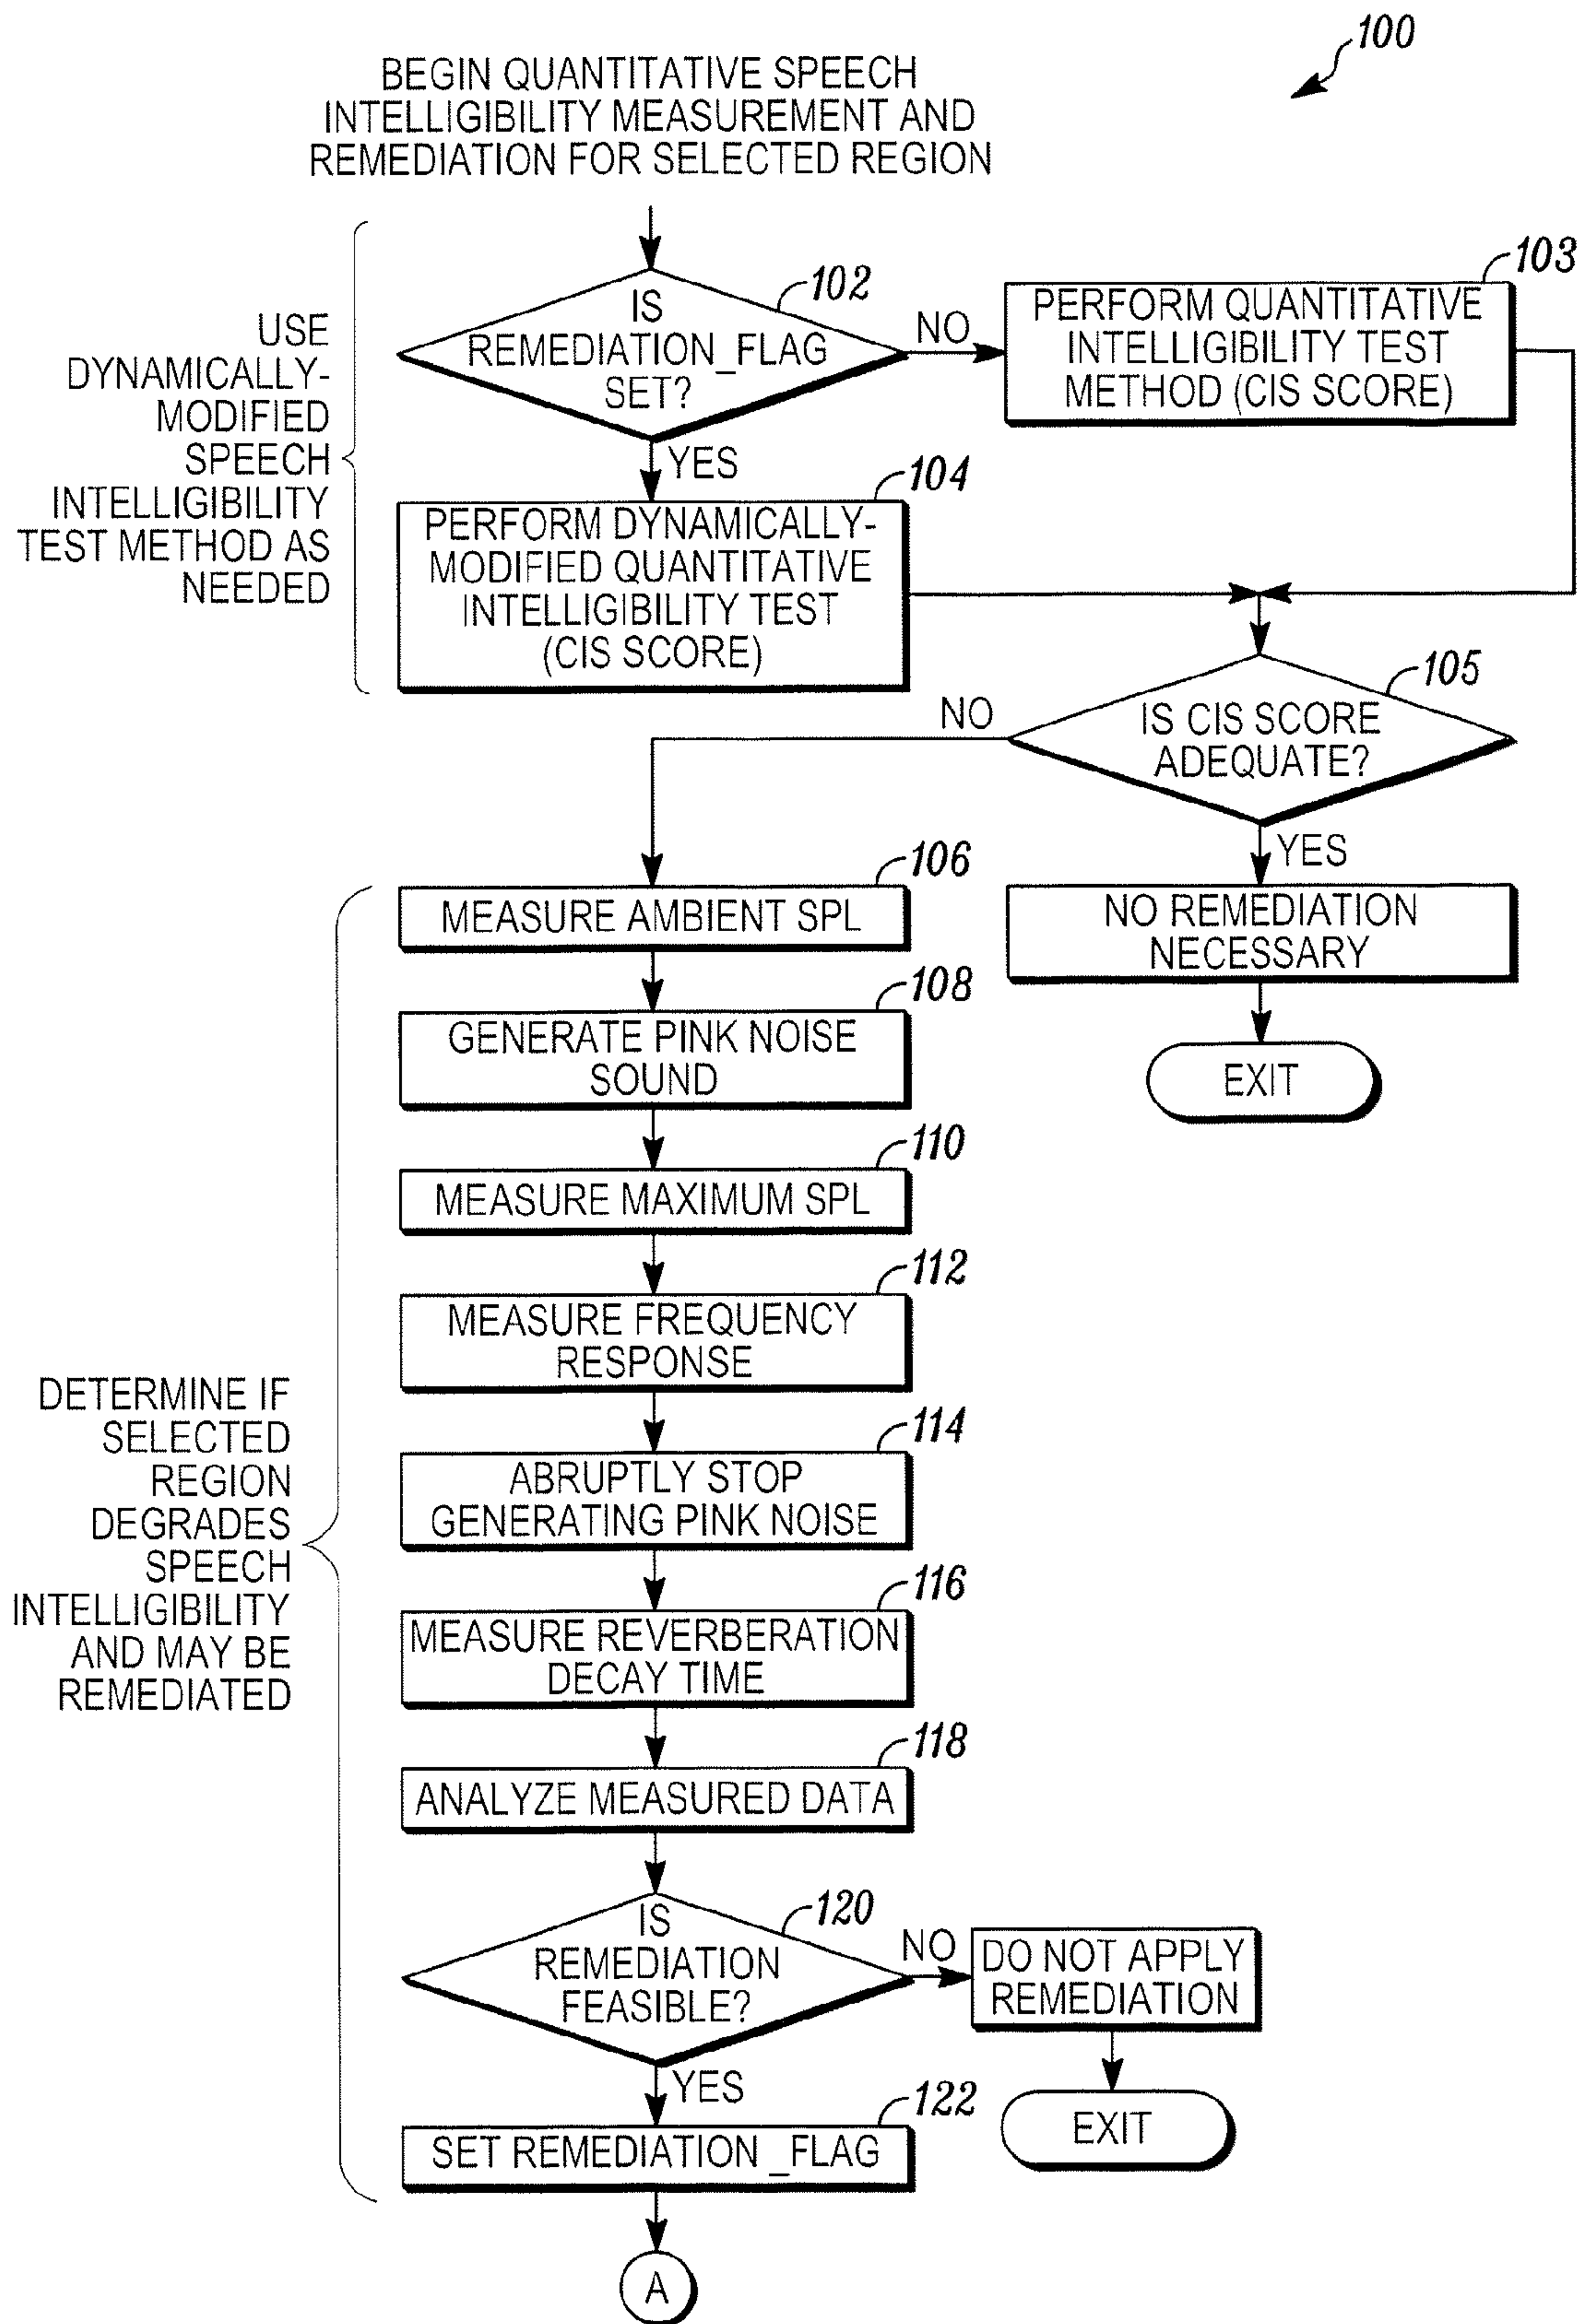 100
BEGIN QUANTITATIVE SPEECH
INTELLIGIBILITY MEASUREMENT AND
REMEDIATION FOR SELECTED REGION
USE
DYNAMICALLY-
MODIFIED
SPEECH
INTELLIGIBILITY
TEST METHOD AS
NEEDED
102
IS
REMEDIATION_FLAG
SET?
NO
103
PERFORM QUANTITATIVE
INTELLIGIBILITY TEST
METHOD (CIS SCORE)
YES
104
PERFORM DYNAMICALLY-
MODIFIED QUANTITATIVE
INTELLIGIBILITY TEST
(CIS SCORE)
105
IS CIS SCORE
ADEQUATE?
NO
YES
NO REMEDIATION
NECESSARY
EXIT
DETERMINE IF
SELECTED
REGION
DEGRADES
SPEECH
INTELLIGIBILITY
AND MAY BE
REMEDIATED
106
MEASURE AMBIENT SPL
108
GENERATE PINK NOISE
SOUND
110
MEASURE MAXIMUM SPL
112
MEASURE FREQUENCY
RESPONSE
114
ABRUPTLY STOP
GENERATING PINK NOISE
116
MEASURE REVERBERATION
DECAY TIME
118
ANALYZE MEASURED DATA
120
IS
REMEDIATION
FEASIBLE?
NO
DO NOT APPLY
REMEDIATION
EXIT
YES
122
SET REMEDIATION _FLAG
A